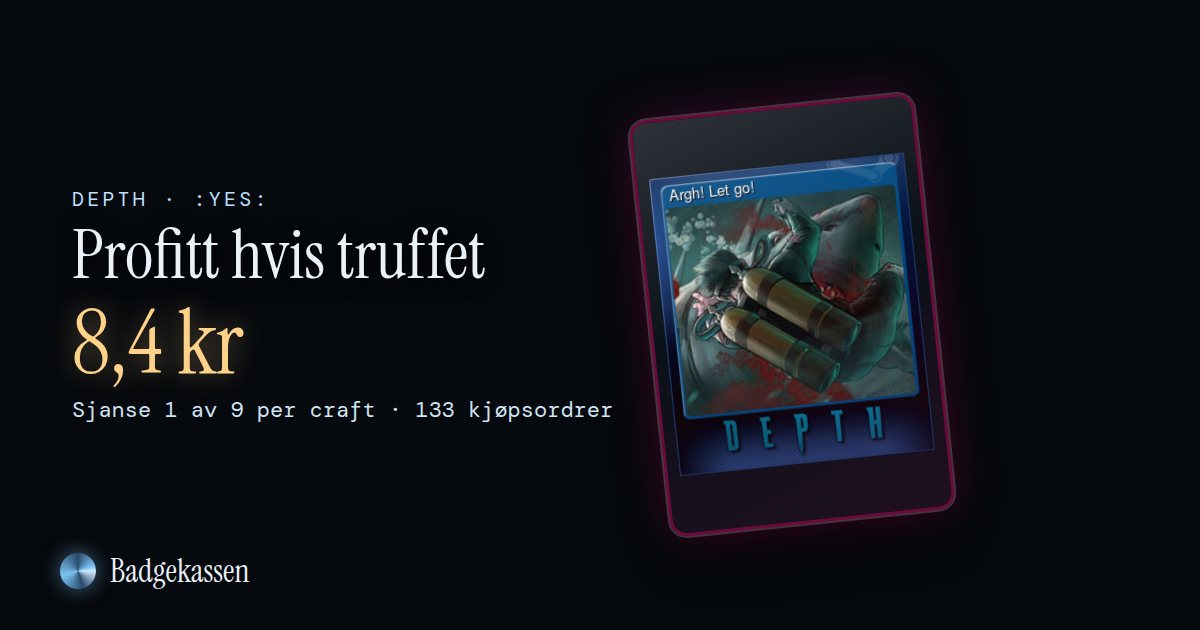 DEPTH · :YES:
Profitt hvis truffet
8,4 kr
Sjanse 1 av 9 per craft · 133 kjøpsordrer
Argh! Let go!
DEPTH
Badgekassen